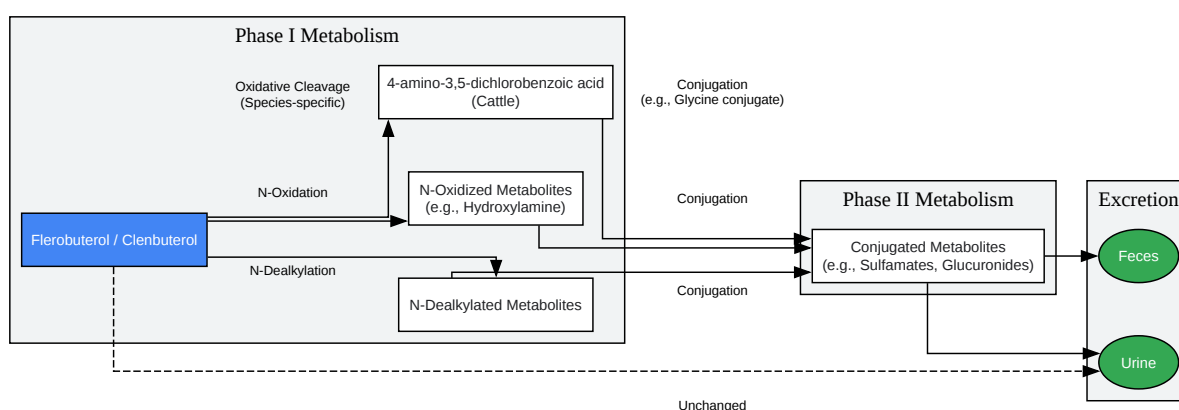 Phase I Metabolism
Oxidative Cleavage
(Species-specific)
4-amino-3,5-dichlorobenzoic acid
(Cattle)
Conjugation
(e.g., Glycine conjugate)
N-Oxidation
N-Oxidized Metabolites
(e.g., Hydroxylamine)
Conjugation
Flerobuterol / Clenbuterol
N-Dealkylation
N-Dealkylated Metabolites
Conjugation
Phase II Metabolism
Conjugated Metabolites
(e.g., Sulfamates, Glucuronides)
Excretion
Feces
Urine
Unchanged